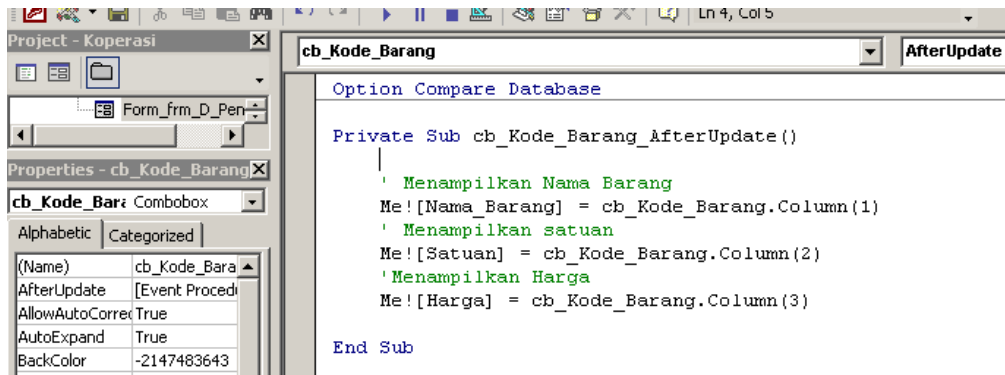 Ln 4, Col 5
Project - Koperasi
Form_frm_D_Pen
Properties - cb_Kode_Barang
cb_Kode_Bara Combobox
Alphabetic Categorized
(Name) cb_Kode_Bara
AfterUpdate [Event Procedu
AllowAutoCorrec True
AutoExpand True
BackColor -2147483643
cb_Kode_Barang AfterUpdate
Option Compare Database
Private Sub cb_Kode_Barang_AfterUpdate()
' Menampilkan Nama Barang
Me![Nama_Barang] = cb_Kode_Barang.Column(1)
' Menampilkan satuan
Me![Satuan] = cb_Kode_Barang.Column(2)
'Menampilkan Harga
Me![Harga] = cb_Kode_Barang.Column(3)
End Sub